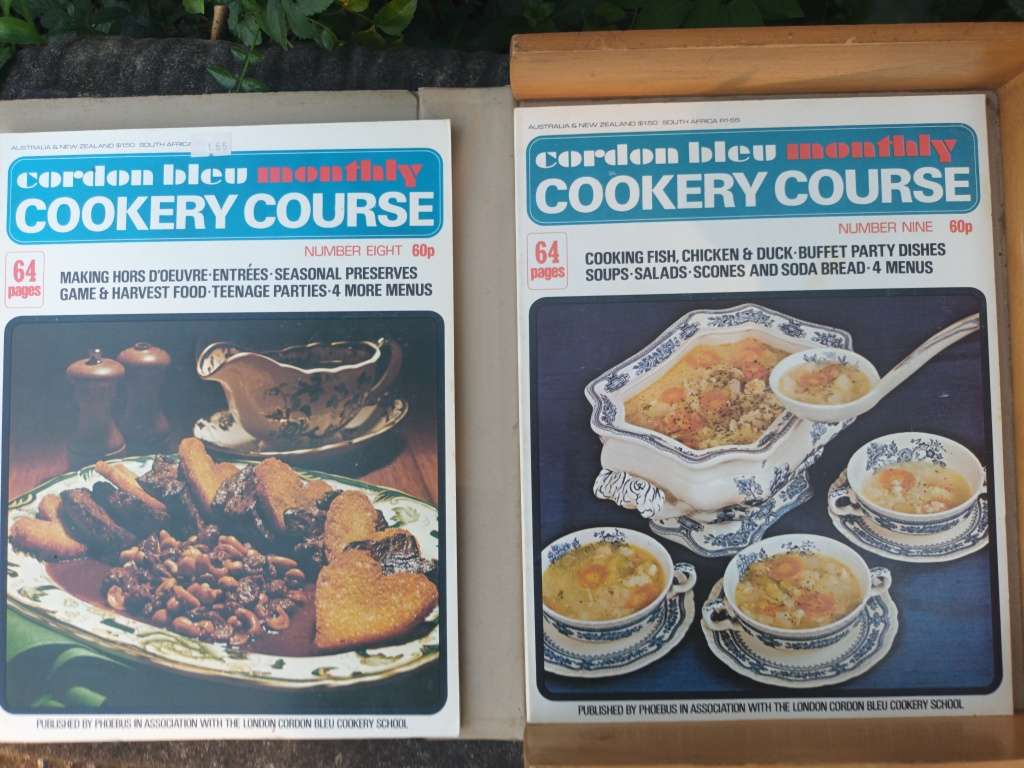 AUSTRALIA & NEW ZEALAND $1.50 SOUTH AFRICA
1.55
cordon bleu monthly
COOKERY COURSE
NUMBER EIGHT 60p
64
pages
MAKING HORS D'OEUVRE·ENTRÉES·SEASONAL PRESERVES
GAME & HARVEST FOOD·TEENAGE PARTIES·4 MORE MENUS
PUBLISHED BY PHOEBUS IN ASSOCIATION WITH THE LONDON CORDON BLEU COOKERY SCHOOL
AUSTRALIA & NEW ZEALAND $1.50 SOUTH AFRICA R1·55
cordon bleu monthly
COOKERY COURSE
NUMBER NINE 60p
64
pages
COOKING FISH, CHICKEN & DUCK·BUFFET PARTY DISHES
SOUPS·SALADS·SCONES AND SODA BREAD·4 MENUS
PUBLISHED BY PHOEBUS IN ASSOCIATION WITH THE LONDON CORDON BLEU COOKERY SCHOOL